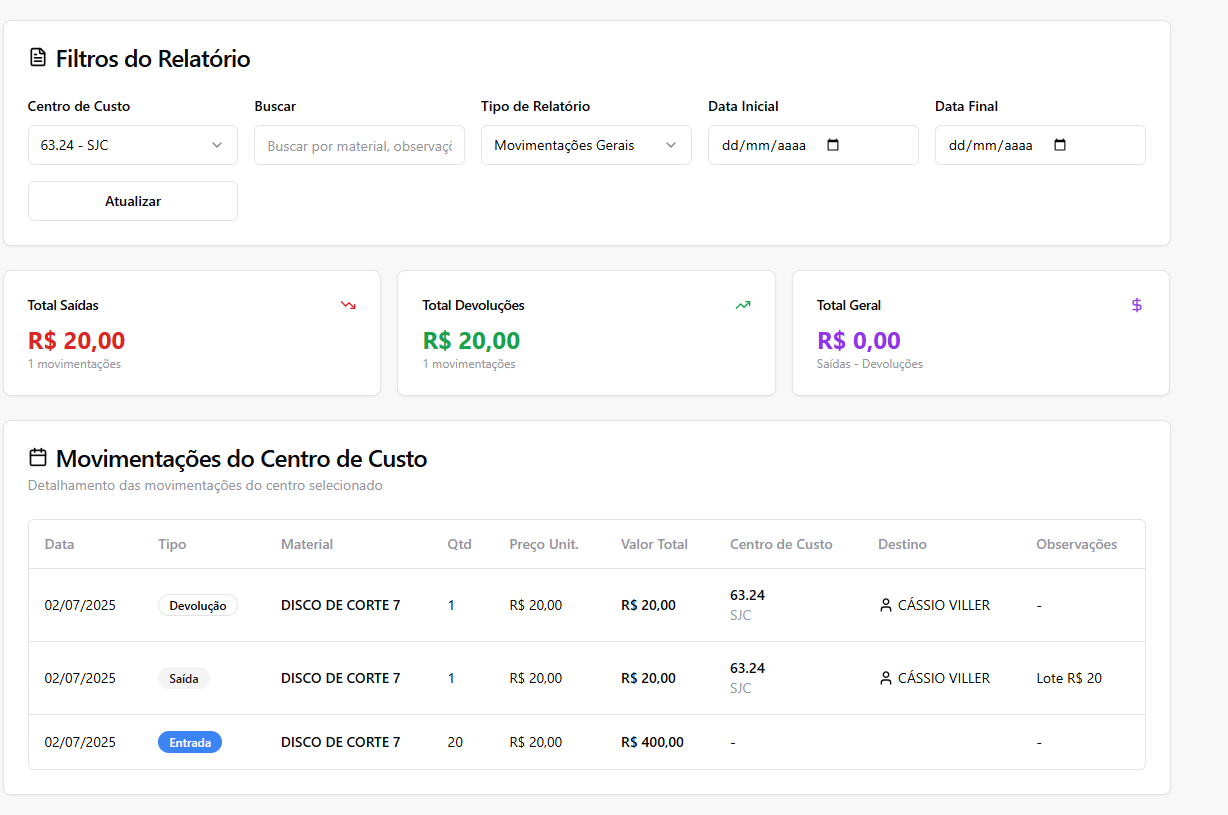 Filtros do Relatório
Centro de Custo Buscar Tipo de Relatório Data Inicial Data Final
63.24 - SJC Buscar por material, observaçõ Movimentações Gerais dd/mm/aaaa dd/mm/aaaa
Atualizar
Total Saídas
R$ 20,00
1 movimentações
Total Devoluções
R$ 20,00
1 movimentações
Total Geral
$
R$ 0,00
Saídas - Devoluções
Movimentações do Centro de Custo
Detalhamento das movimentações do centro selecionado
Data Tipo Material Qtd Preço Unit. Valor Total Centro de Custo Destino Observações
02/07/2025 Devolução DISCO DE CORTE 7 1 R$ 20,00 R$ 20,00 63.24 SJC CÁSSIO VILLER -
02/07/2025 Saída DISCO DE CORTE 7 1 R$ 20,00 R$ 20,00 63.24 SJC CÁSSIO VILLER Lote R$ 20
02/07/2025 Entrada DISCO DE CORTE 7 20 R$ 20,00 R$ 400,00 - -